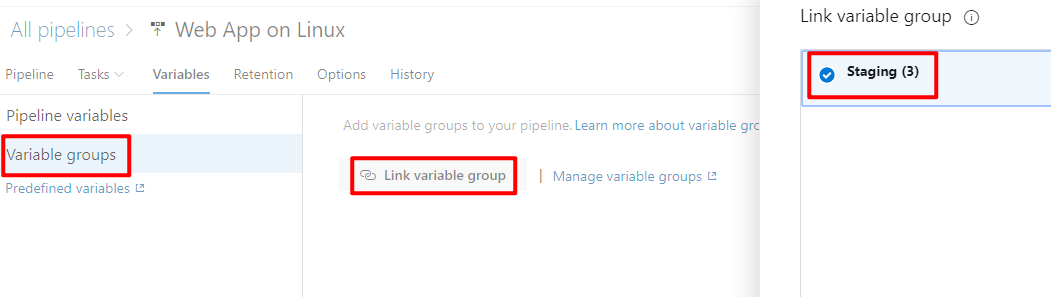 All pipelines > Web App on Linux
Pipeline Tasks Variables Retention Options History
Pipeline variables
Variable groups
Predefined variables
Add variable groups to your pipeline. Learn more about variable gro
Link variable group | Manage variable groups
Link variable group
Staging (3)